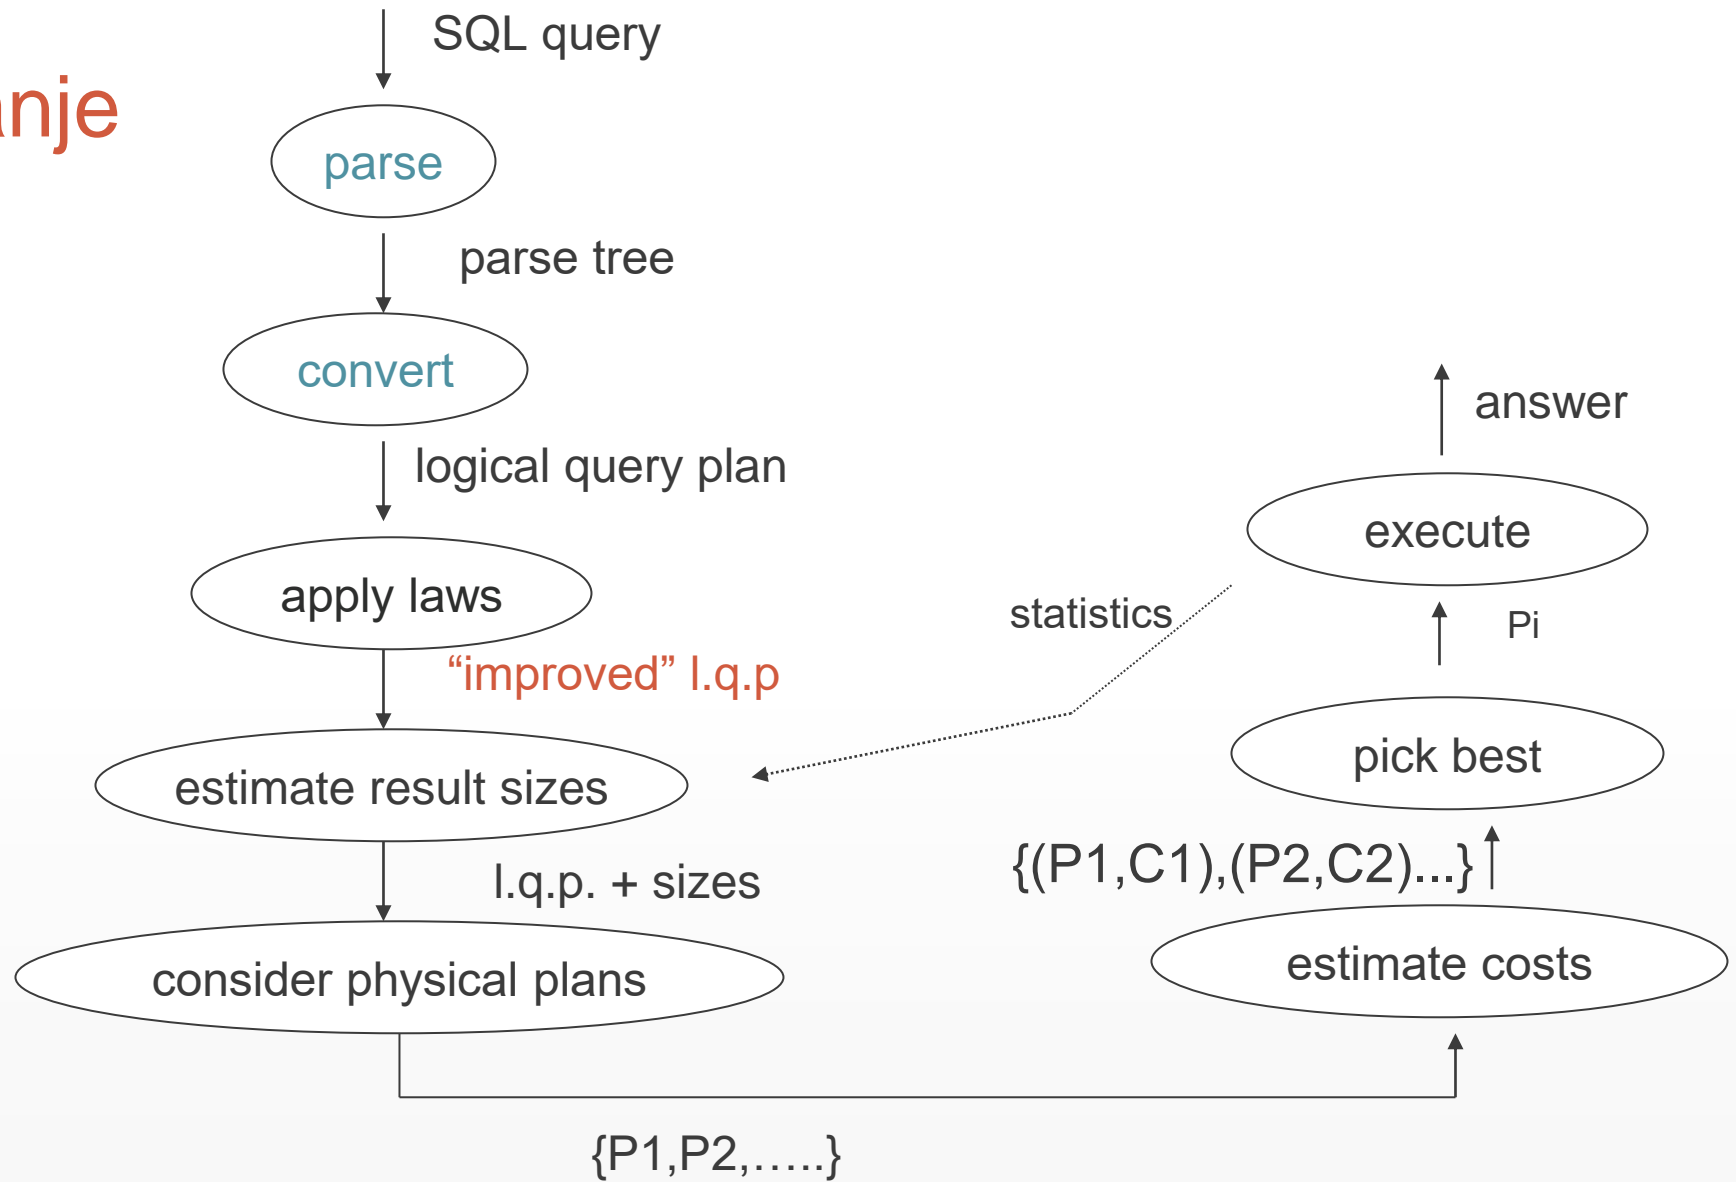 SQL query
anje
parse
parse tree
convert
logical query plan
apply laws
“improved” l.q.p
estimate result sizes
l.q.p. + sizes
consider physical plans
{P1,P2,…..}
estimate costs
{(P1,C1),(P2,C2)...}
pick best
Pi
execute
statistics
answer